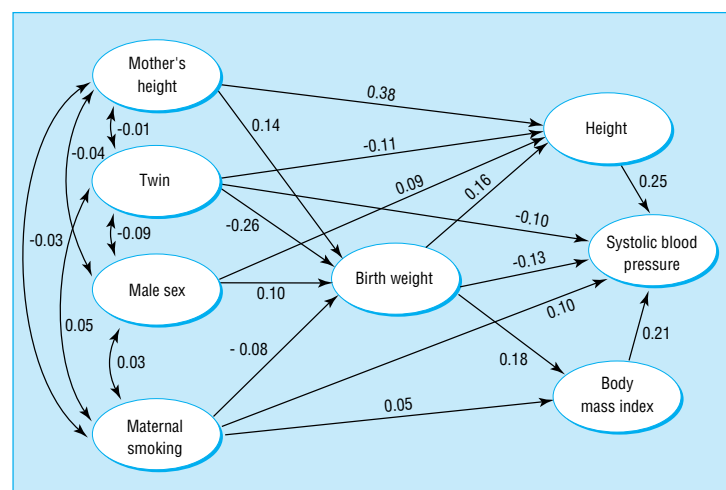 Mother's
height
0.38
-0.01
0.14
Height
-0.04
-0.11
Twin
0.09
0.16
0.25
-0.03
-0.09
-0.26
-0.10
Systolic blood
pressure
Male sex
0.10
Birth weight
-0.13
0.10
0.05
0.03
- 0.08
0.18
0.21
Body
mass index
0.05
Maternal
smoking